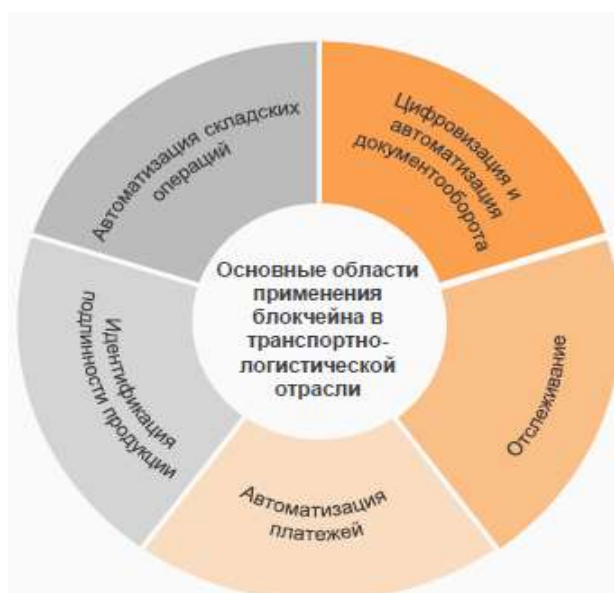 Цифровизация и
автоматизация
документооборота
Отслеживание
Автоматизация
платежей
Идентификация
подлинности продукции
Автоматизация складских
операций
Основные области
применения
блокчейна в
транспортно-
логистической
отрасли